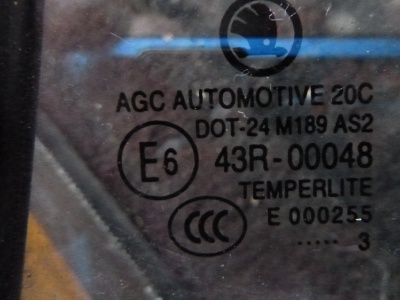 AGC AUTOMOTIVE 20C
DOT-24 M189 AS2
E6 43R-00048
TEMPERLITE
CCC E 000255
..... 3